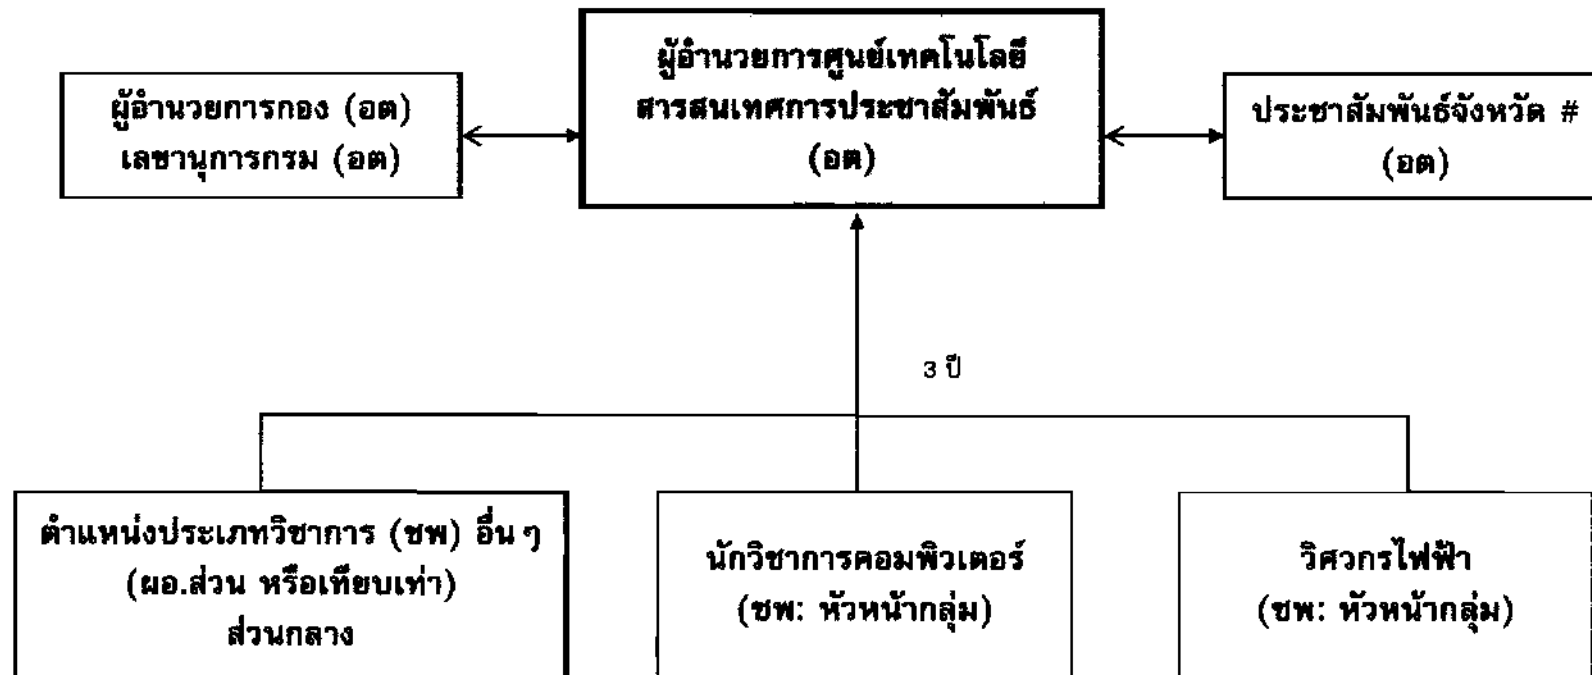 ผู้อำนวยการศูนย์เทคโนโลยี
สารสนเทศการประชาสัมพันธ์
(อต)
ผู้อำนวยการกอง (อต)
เลขานุการกรม (อต)
ประชาสัมพันธ์จังหวัด #
(อต)
3 ปี
ตำแหน่งประเภทวิชาการ (ชพ) อื่น ๆ
(ผอ.ส่วน หรือเทียบเท่า)
ส่วนกลาง
นักวิชาการคอมพิวเตอร์
(ชพ: หัวหน้ากลุ่ม)
วิศวกรไฟฟ้า
(ชพ: หัวหน้ากลุ่ม)